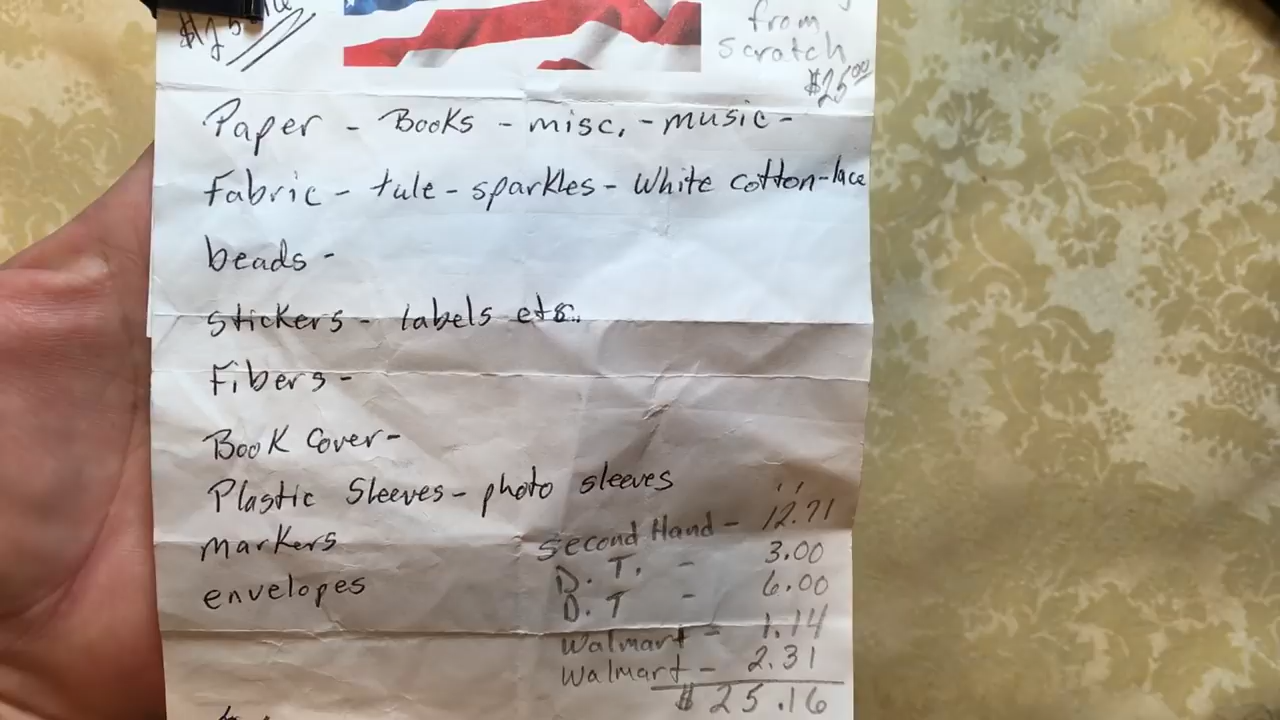 from
scratch
$25.00
Paper - Books - misc. - music -
Fabric - tule - sparkles - White cotton - lace
beads -
stickers - labels etc.
Fibers -
Book Cover -
Plastic Sleeves - photo sleeves
markers
envelopes
Second Hand - 12.71
D. T. - 3.00
D. T - 6.00
Walmart - 1.14
Walmart - 2.31
$25.16